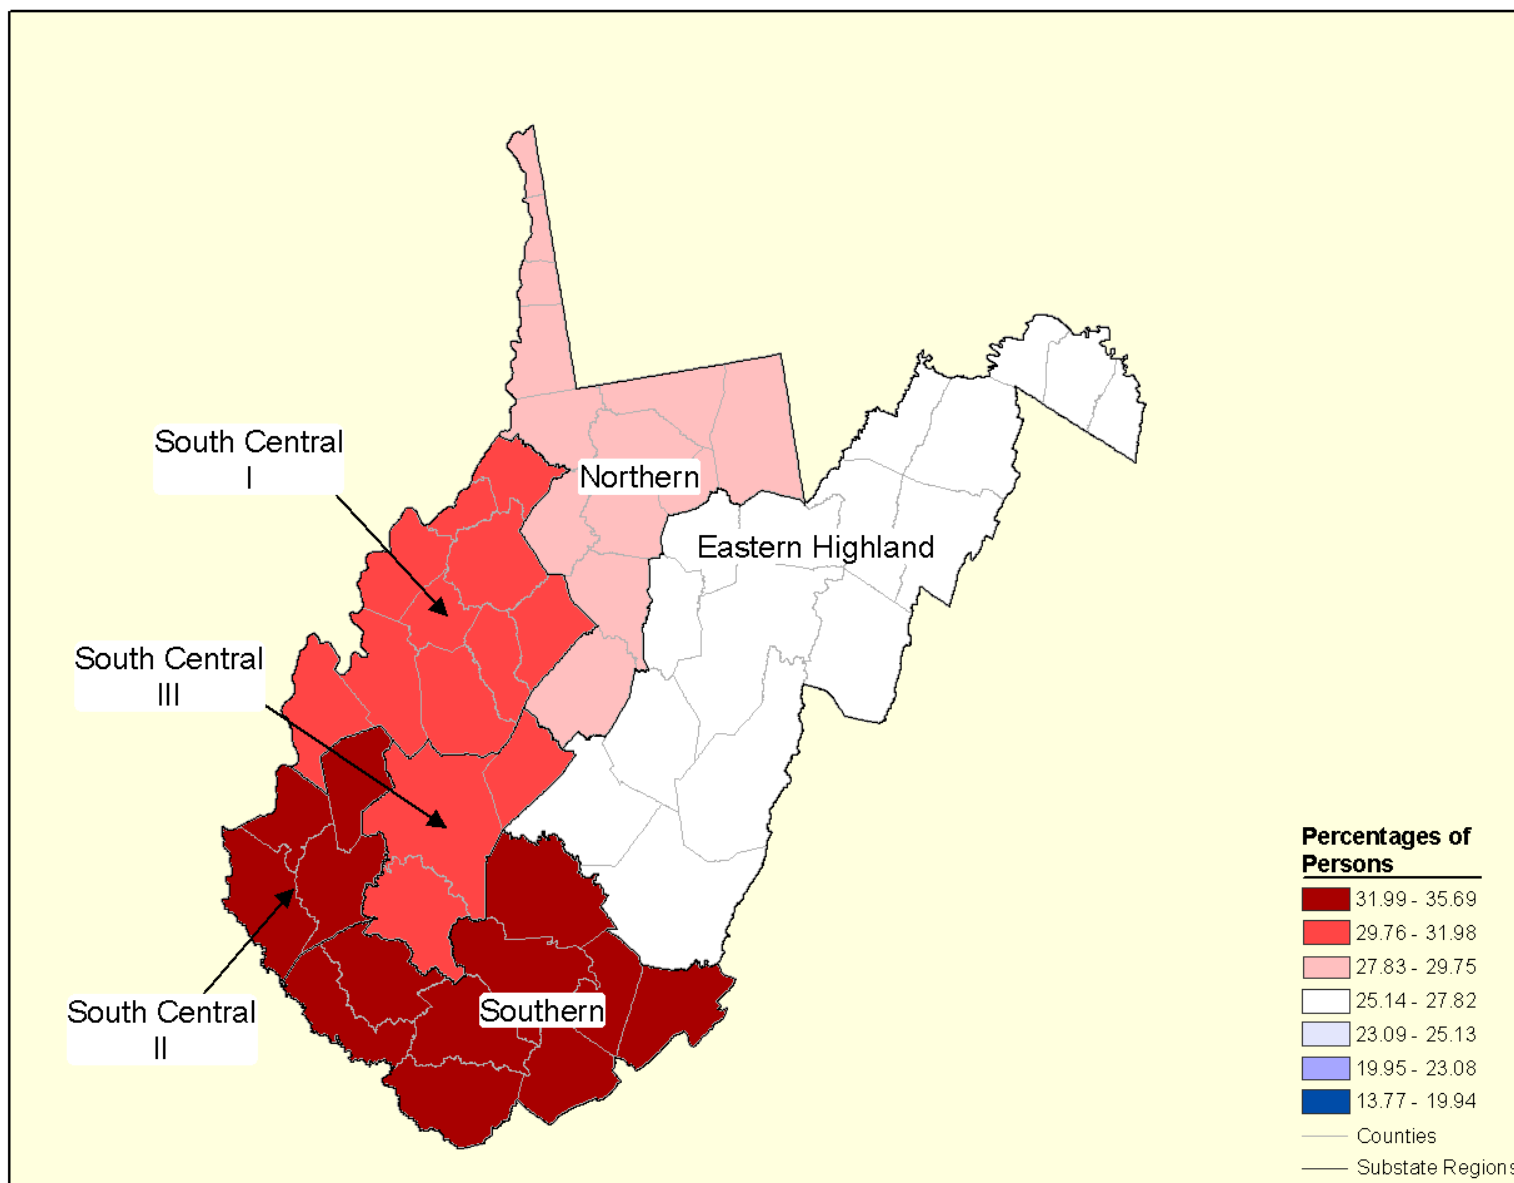 South Central
I
Northern
Eastern Highland
South Central
III
South Central
II
Southern
Percentages of
Persons
31.99 - 35.69
29.76 - 31.98
27.83 - 29.75
25.14 - 27.82
23.09 - 25.13
19.95 - 23.08
13.77 - 19.94
Counties
Substate Regions